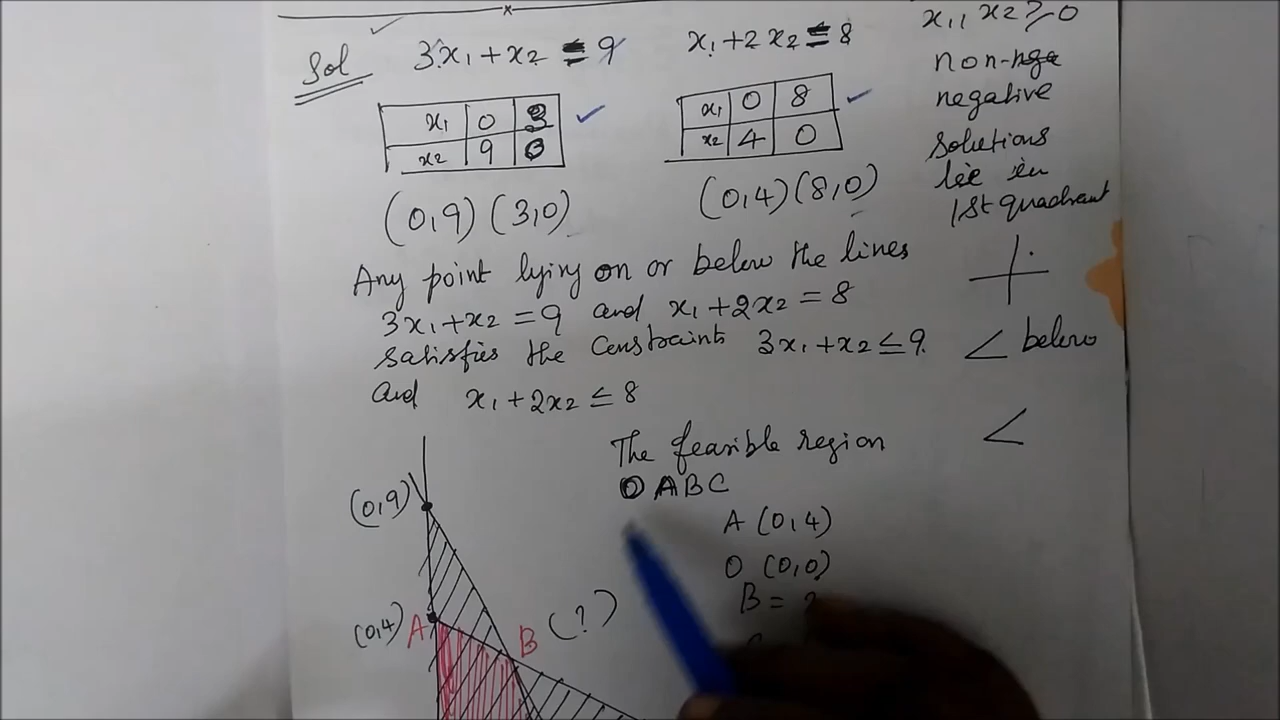 Sol 3x₁ + x₂ ≤ 9 x₁ + 2x₂ ≤ 8 x₁, x₂ ≥ 0
non-nge
negative
solutions
lie in
1st quadrant
x₁ 0 3
x₂ 9 0
x₁ 0 8
x₂ 4 0
(0,9) (3,0) (0,4) (8,0)
Any point lying on or below the lines
3x₁ + x₂ = 9 and x₁ + 2x₂ = 8
satisfies the constraints 3x₁ + x₂ ≤ 9. < below
and x₁ + 2x₂ ≤ 8
The feasible region <
OABC
(0,9)
A (0,4)
O (0,0)
B = ?
(0,4) A B (?)